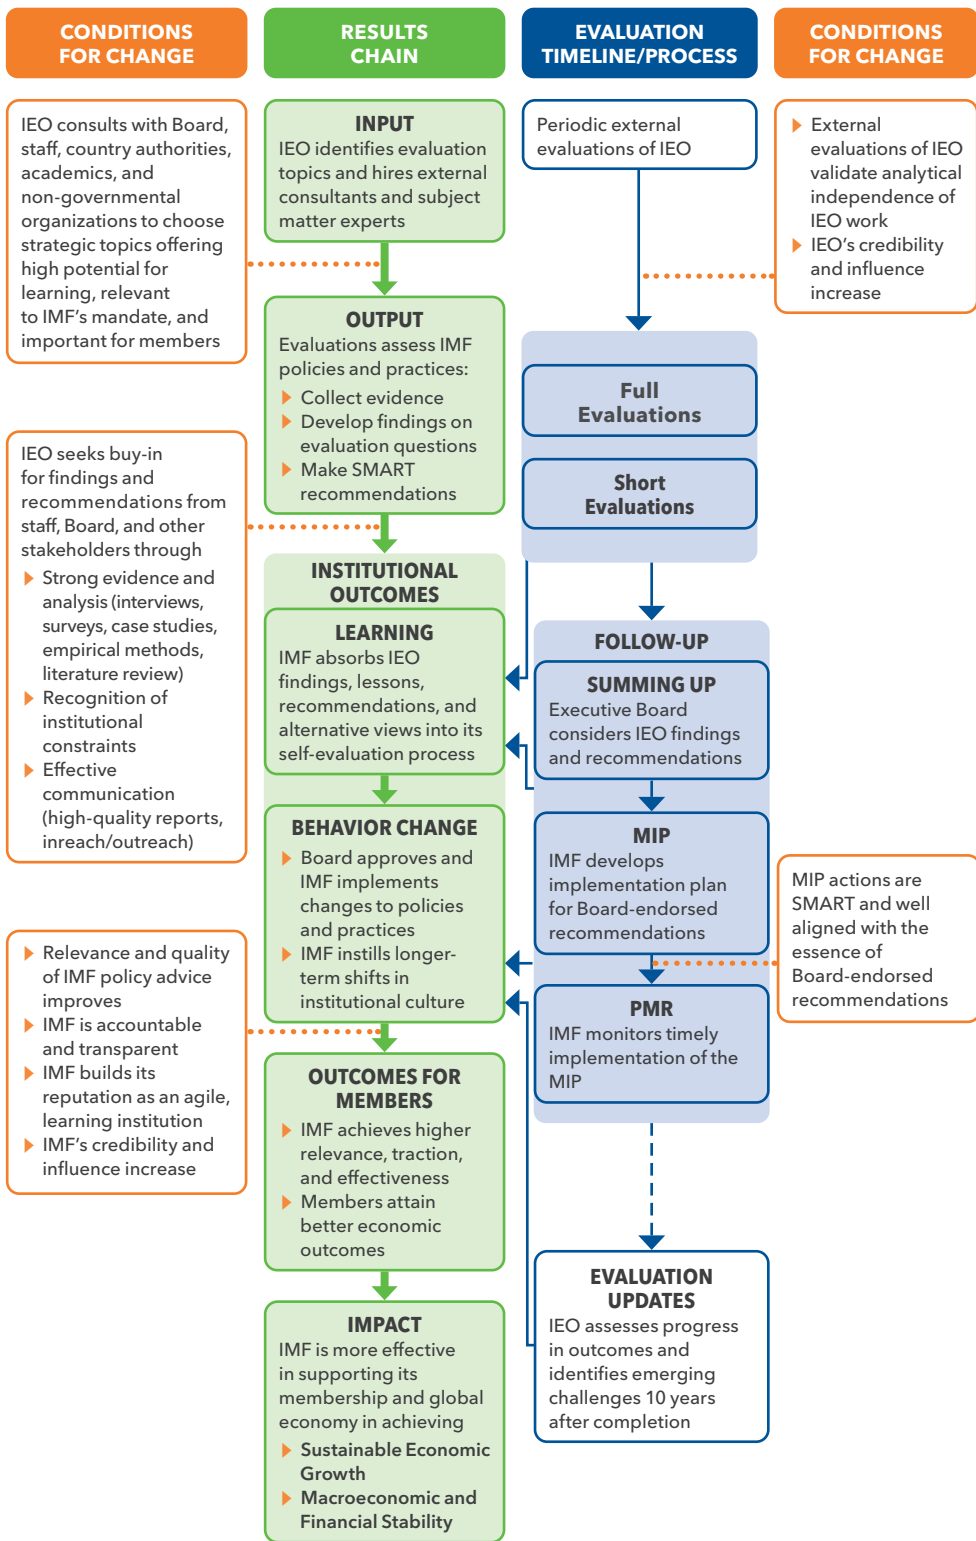 CONDITIONS
FOR CHANGE
RESULTS
CHAIN
EVALUATION
TIMELINE/PROCESS
CONDITIONS
FOR CHANGE
IEO consults with Board,
staff, country authorities,
academics, and
non-governmental
organizations to choose
strategic topics offering
high potential for
learning, relevant
to IMF's mandate, and
important for members
IEO seeks buy-in
for findings and
recommendations from
staff, Board, and other
stakeholders through
Strong evidence and
analysis (interviews,
surveys, case studies,
empirical methods,
literature review)
Recognition of
institutional
constraints
Effective
communication
(high-quality reports,
inreach/outreach)
Relevance and quality
of IMF policy advice
improves
IMF is accountable
and transparent
IMF builds its
reputation as an agile,
learning institution
IMF's credibility and
influence increase
INPUT
IEO identifies evaluation
topics and hires external
consultants and subject
matter experts
OUTPUT
Evaluations assess IMF
policies and practices:
Collect evidence
Develop findings on
evaluation questions
Make SMART
recommendations
INSTITUTIONAL
OUTCOMES
LEARNING
IMF absorbs IEO
findings, lessons,
recommendations, and
alternative views into its
self-evaluation process
BEHAVIOR CHANGE
Board approves and
IMF implements
changes to policies
and practices
IMF instills longer-
term shifts in
institutional culture
OUTCOMES FOR
MEMBERS
IMF achieves higher
relevance, traction,
and effectiveness
Members attain
better economic
outcomes
IMPACT
IMF is more effective
in supporting its
membership and global
economy in achieving
Sustainable Economic
Growth
Macroeconomic and
Financial Stability
Periodic external
evaluations of IEO
Full
Evaluations
Short
Evaluations
FOLLOW-UP
SUMMING UP
Executive Board
considers IEO findings
and recommendations
MIP
IMF develops
implementation plan
for Board-endorsed
recommendations
PMR
IMF monitors timely
implementation of the
MIP
EVALUATION
UPDATES
IEO assesses progress
in outcomes and
identifies emerging
challenges 10 years
after completion
External
evaluations of IEO
validate analytical
independence of
IEO work
IEO's credibility
and influence
increase
MIP actions are
SMART and well
aligned with the
essence of
Board-endorsed
recommendations